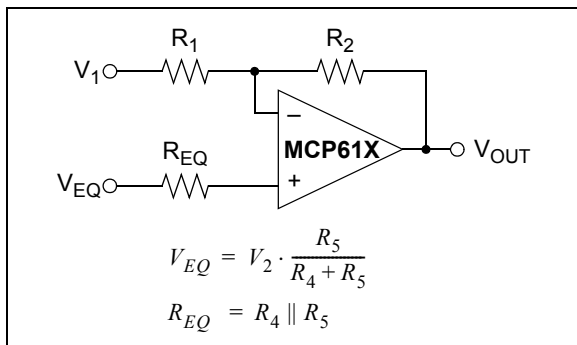 R1
R2
V1
–
MCP61X
VOUT
REQ
VEQ
+
VEQ = V2 · R5 / (R4 + R5)
REQ = R4 || R5